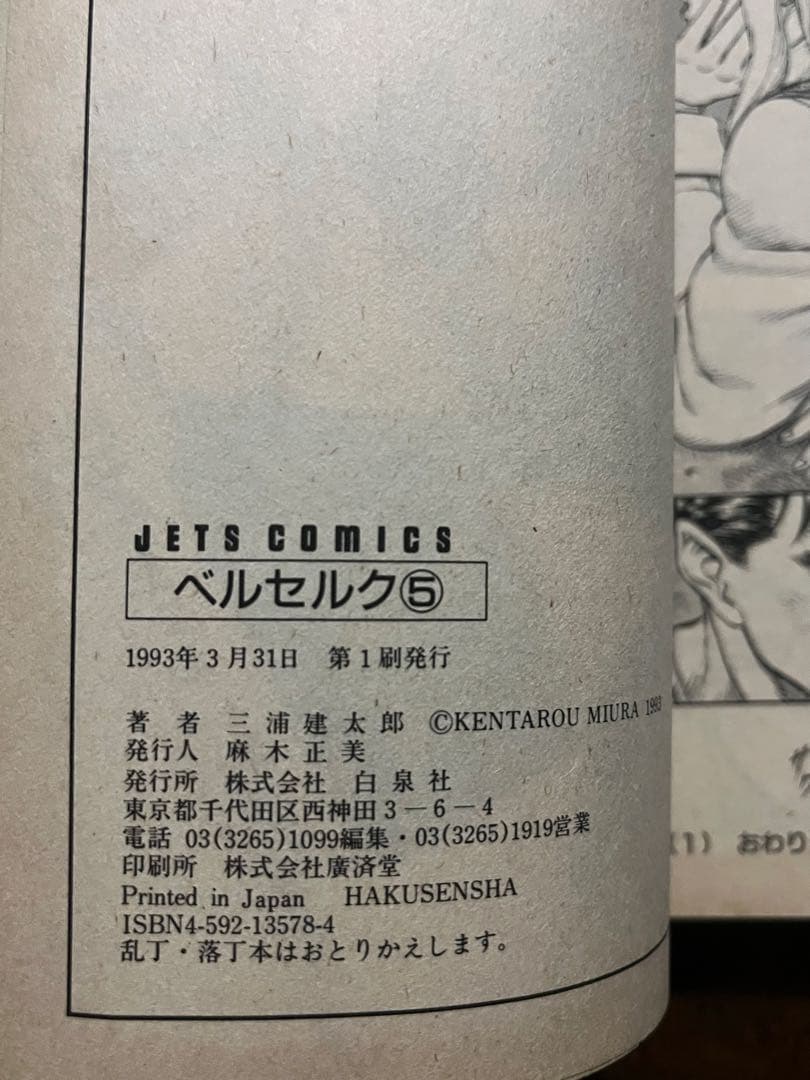 JETS COMICS
ベルセルク⑤
1993年3月31日 第1刷発行
著者 三浦建太郎 ©KENTAROU MIURA 1993
発行人 麻木正美
発行所 株式会社 白泉社
東京都千代田区西神田3−6−4
電話 03(3265)1099編集・03(3265)1919営業
印刷所 株式会社廣済堂
Printed in Japan HAKUSENSHA
ISBN4-592-13578-4
乱丁・落丁本はおとりかえします。
(1) おわり